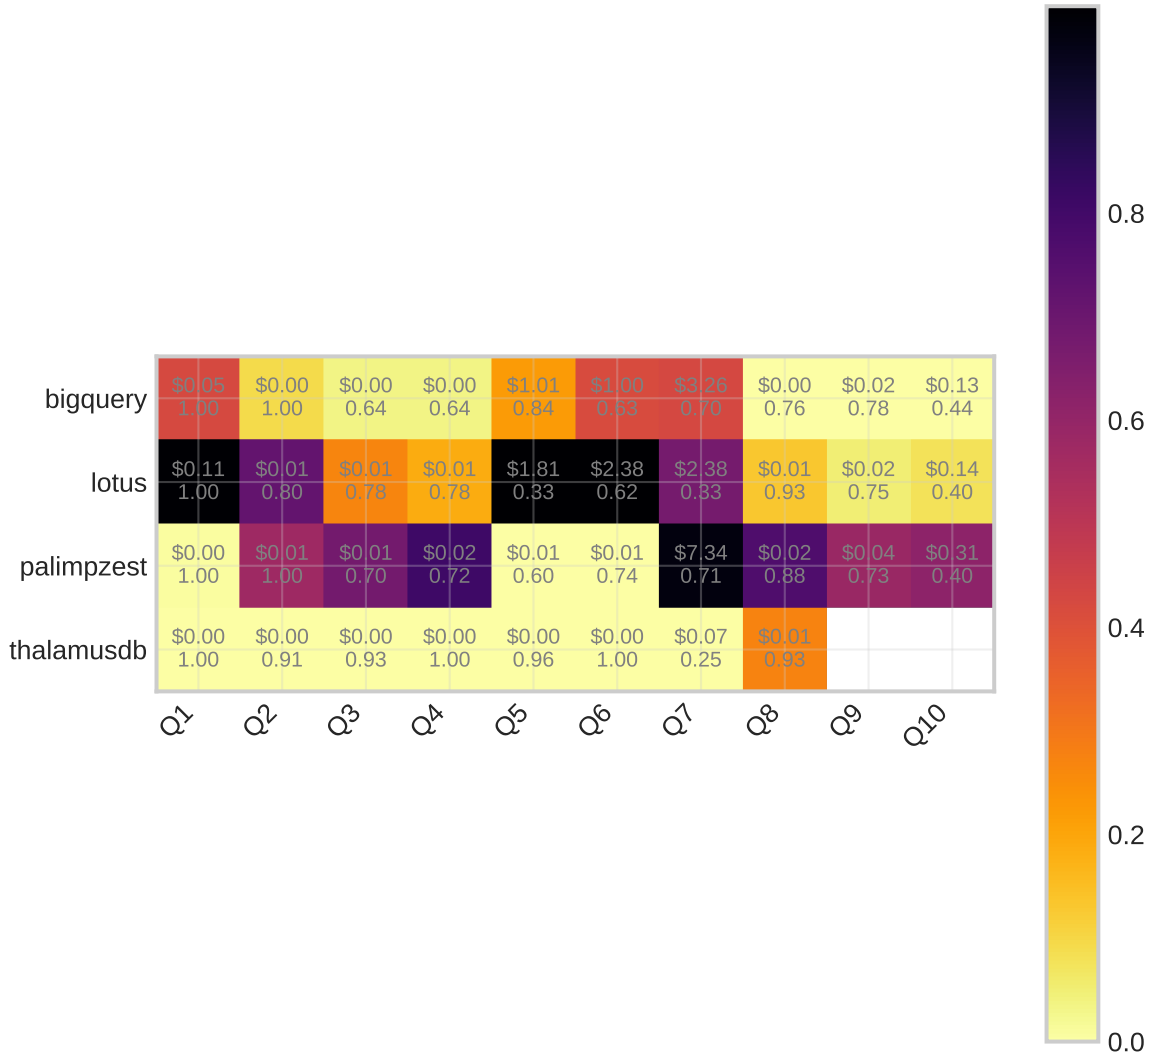 bigquery
$0.05 $0.00 $0.00 $0.00 $1.01 $1.00 $3.26 $0.00 $0.02 $0.13
1.00 1.00 0.64 0.64 0.84 0.63 0.70 0.76 0.78 0.44
lotus
$0.11 $0.01 $0.01 $0.01 $1.81 $2.38 $2.38 $0.01 $0.02 $0.14
1.00 0.80 0.78 0.78 0.33 0.62 0.33 0.93 0.75 0.40
palimpzest
$0.00 $0.01 $0.01 $0.02 $0.01 $0.01 $7.34 $0.02 $0.04 $0.31
1.00 1.00 0.70 0.72 0.60 0.74 0.71 0.88 0.73 0.40
thalamusdb
$0.00 $0.00 $0.00 $0.00 $0.00 $0.00 $0.07 $0.01
1.00 0.91 0.93 1.00 0.96 1.00 0.25 0.93
Q1 Q2 Q3 Q4 Q5 Q6 Q7 Q8 Q9 Q10
0.8
0.6
0.4
0.2
0.0